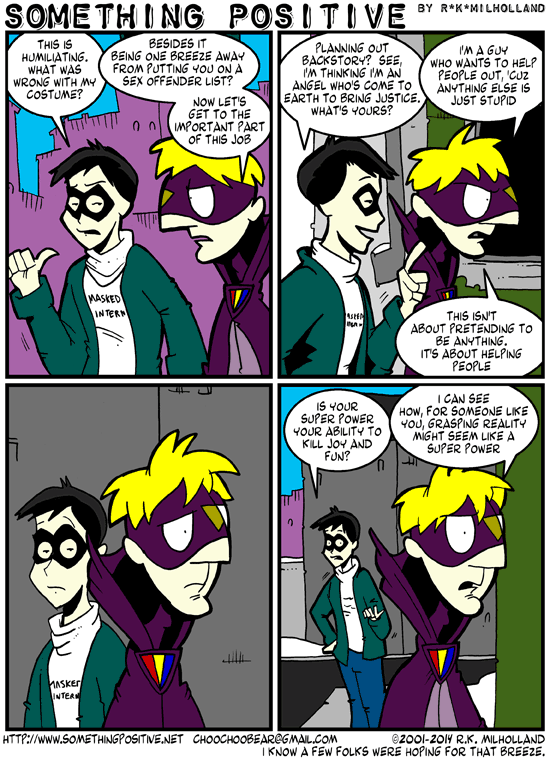 SOMETHING POSITIVE BY R*K*MILHOLLAND
THIS IS
HUMILIATING.
WHAT WAS
WRONG WITH MY
COSTUME?
BESIDES IT
BEING ONE BREEZE AWAY
FROM PUTTING YOU ON A
SEX OFFENDER LIST?
NOW LET'S
GET TO THE
IMPORTANT PART
OF THIS JOB
MASKED
INTERN
PLANNING OUT
BACKSTORY? SEE,
I'M THINKING I'M AN
ANGEL WHO'S COME TO
EARTH TO BRING JUSTICE.
WHAT'S YOURS?
I'M A GUY
WHO WANTS TO HELP
PEOPLE OUT, 'CUZ
ANYTHING ELSE IS
JUST STUPID
THIS ISN'T
ABOUT PRETENDING TO
BE ANYTHING.
IT'S ABOUT HELPING
PEOPLE
MASKED
INTERN
IS YOUR
SUPER POWER
YOUR ABILITY TO
KILL JOY AND
FUN?
I CAN SEE
HOW, FOR SOMEONE LIKE
YOU, GRASPING REALITY
MIGHT SEEM LIKE A
SUPER POWER
HTTP://WWW.SOMETHINGPOSITIVE.NET CHOOCHOOBEAR@GMAIL.COM ©2001-2014 R.K. MILHOLLAND
I KNOW A FEW FOLKS WERE HOPING FOR THAT BREEZE.